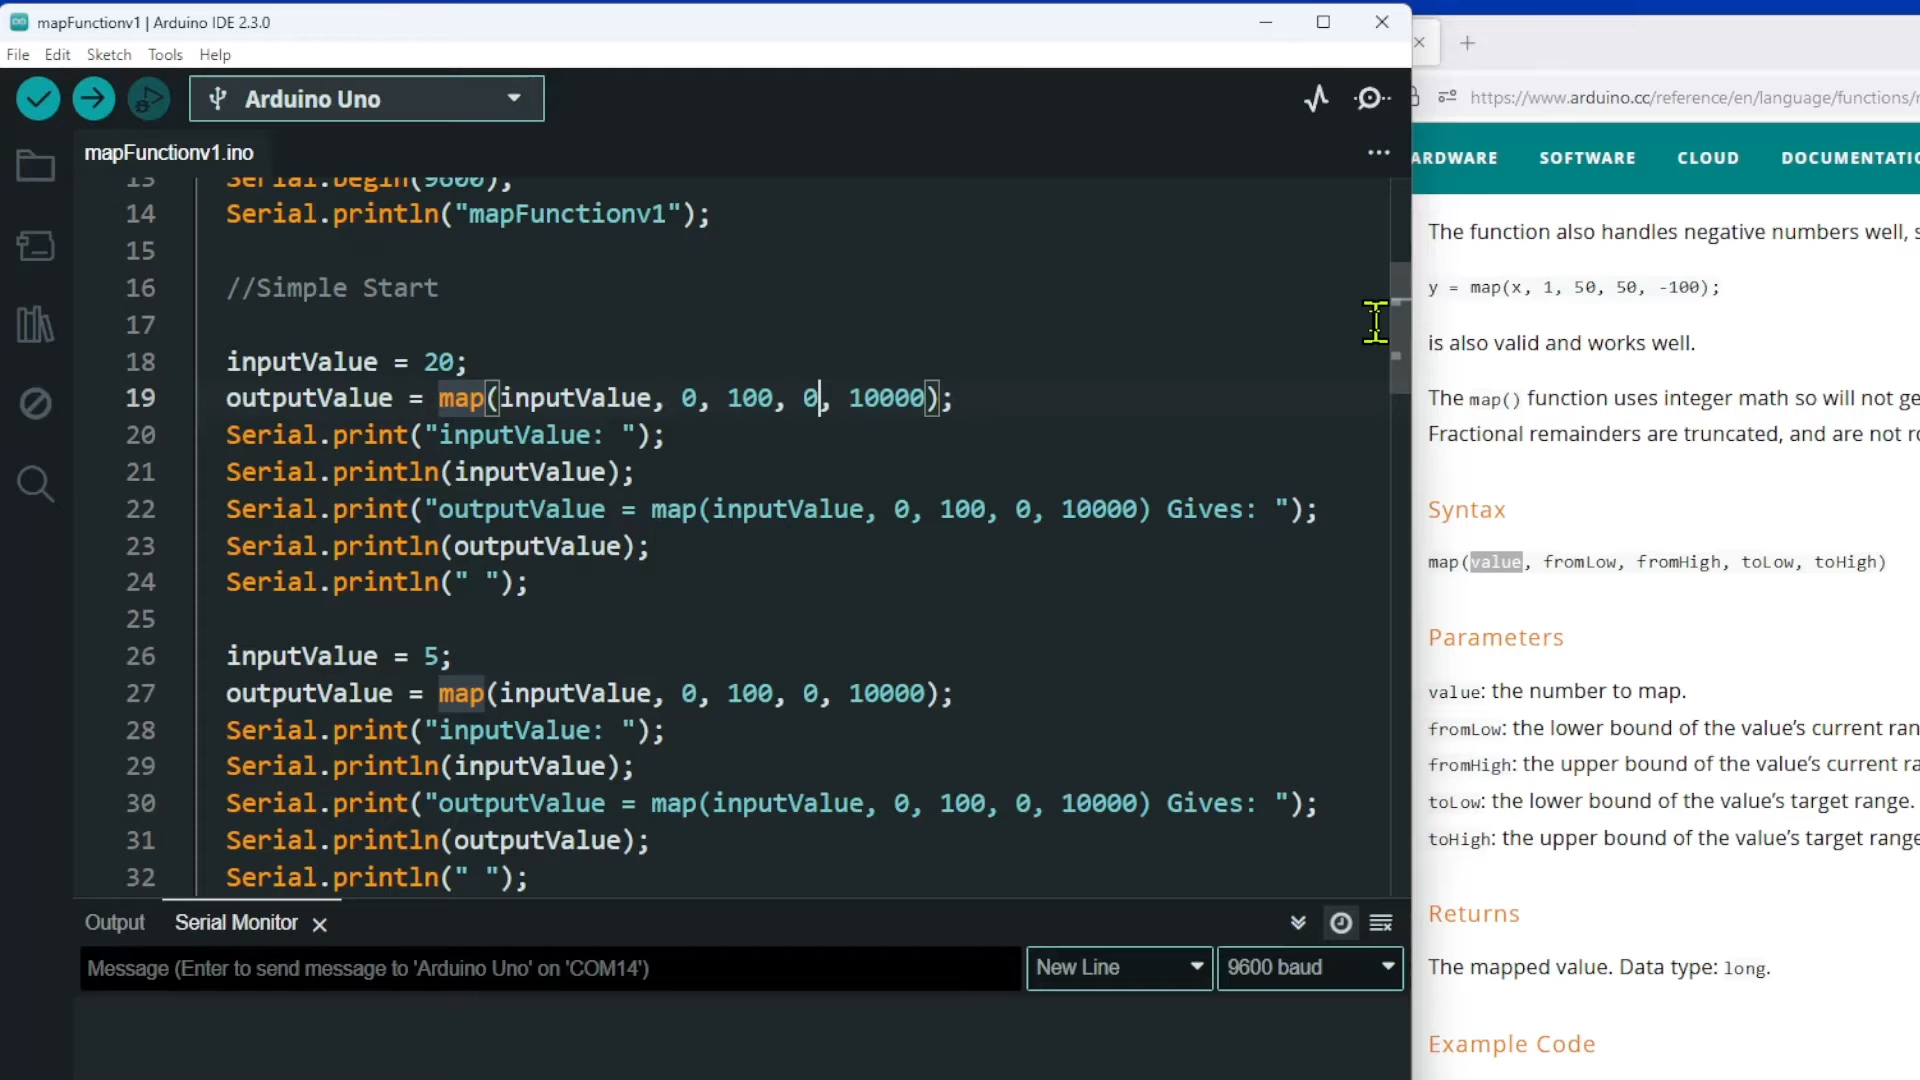 mapFunctionv1 | Arduino IDE 2.3.0
File Edit Sketch Tools Help
Arduino Uno
mapFunctionv1.ino
13 Serial.begin(9600);
14 Serial.println("mapFunctionv1");
15
16 //Simple Start
17
18 inputValue = 20;
19 outputValue = map(inputValue, 0, 100, 0, 10000);
20 Serial.print("inputValue: ");
21 Serial.println(inputValue);
22 Serial.print("outputValue = map(inputValue, 0, 100, 0, 10000) Gives: ");
23 Serial.println(outputValue);
24 Serial.println(" ");
25
26 inputValue = 5;
27 outputValue = map(inputValue, 0, 100, 0, 10000);
28 Serial.print("inputValue: ");
29 Serial.println(inputValue);
30 Serial.print("outputValue = map(inputValue, 0, 100, 0, 10000) Gives: ");
31 Serial.println(outputValue);
32 Serial.println(" ");
Output Serial Monitor
Message (Enter to send message to 'Arduino Uno' on 'COM14')
New Line
9600 baud
https://www.arduino.cc/reference/en/language/functions/
ARDWARE SOFTWARE CLOUD DOCUMENTATIO
The function also handles negative numbers well, s
y = map(x, 1, 50, 50, -100);
is also valid and works well.
The map() function uses integer math so will not ge
Fractional remainders are truncated, and are not ro
Syntax
map(value, fromLow, fromHigh, toLow, toHigh)
Parameters
value: the number to map.
fromLow: the lower bound of the value’s current ran
fromHigh: the upper bound of the value’s current ra
toLow: the lower bound of the value’s target range.
toHigh: the upper bound of the value’s target range
Returns
The mapped value. Data type: long.
Example Code